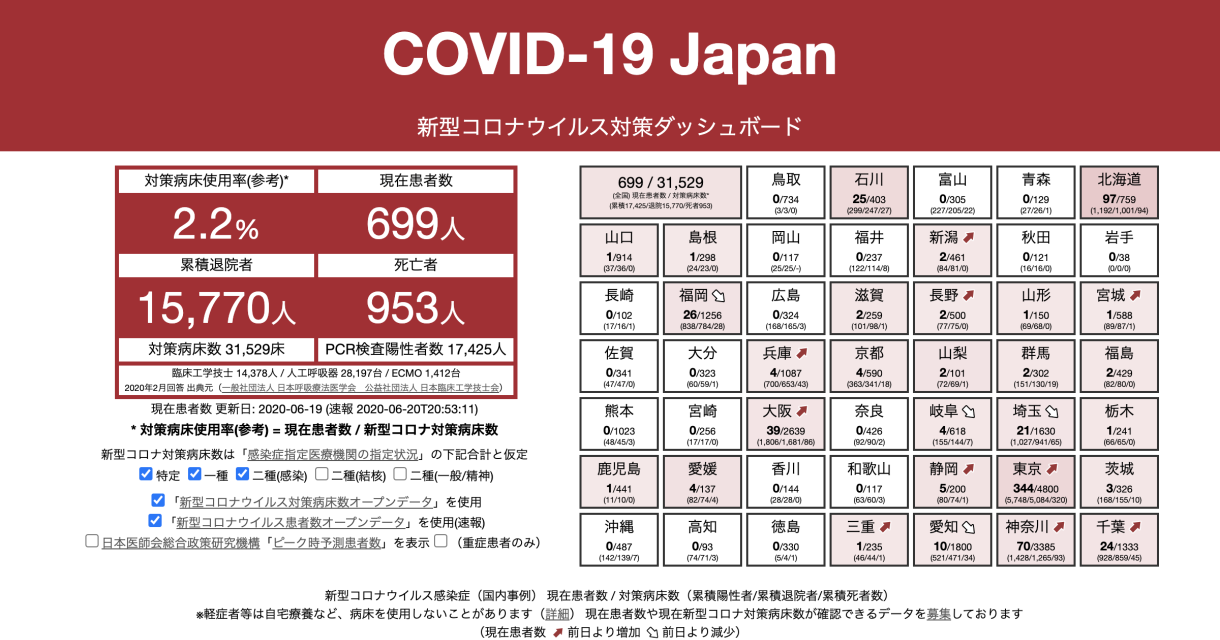 COVID-19 Japan
新型コロナウイルス対策ダッシュボード
対策病床使用率(参考)*
現在患者数
2.2%
699人
累積退院者
死亡者
15,770人
953人
対策病床数 31,529床
PCR検査陽性者数 17,425人
臨床工学技士 14,378人 / 人工呼吸器 28,197台 / ECMO 1,412台
2020年2月回答 出典元（一般社団法人 日本呼吸療法医学会　公益社団法人 日本臨床工学技士会）
現在患者数 更新日: 2020-06-19 (速報 2020-06-20T20:53:11)
* 対策病床使用率(参考) = 現在患者数 / 新型コロナ対策病床数
新型コロナ対策病床数は「感染症指定医療機関の指定状況」の下記合計と仮定
特定 一種 二種(感染) 二種(結核) 二種(一般/精神)
「新型コロナウイルス対策病床数オープンデータ」を使用
「新型コロナウイルス患者数オープンデータ」を使用(速報)
日本医師会総合政策研究機構「ピーク時予測患者数」を表示 （重症患者のみ）
699 / 31,529
(全国) 現在患者数 / 対策病床数*
(累積17,425/退院15,770/死者953)
鳥取
0/734
(3/3/0)
石川
25/403
(299/247/27)
富山
0/305
(227/205/22)
青森
0/129
(27/26/1)
北海道
97/759
(1,192/1,001/94)
山口
1/914
(37/36/0)
島根
1/298
(24/23/0)
岡山
0/117
(25/25/-)
福井
0/237
(122/114/8)
新潟
2/461
(84/81/0)
秋田
0/121
(16/16/0)
岩手
0/38
(0/0/0)
長崎
0/102
(17/16/1)
福岡
26/1256
(838/784/28)
広島
0/324
(168/165/3)
滋賀
2/259
(101/98/1)
長野
2/500
(77/75/0)
山形
1/150
(69/68/0)
宮城
1/588
(89/87/1)
佐賀
0/341
(47/47/0)
大分
0/323
(60/59/1)
兵庫
4/1087
(700/653/43)
京都
4/590
(363/341/18)
山梨
2/101
(72/69/1)
群馬
2/302
(151/130/19)
福島
2/429
(82/80/0)
熊本
0/1023
(48/45/3)
宮崎
0/256
(17/17/0)
大阪
39/2639
(1,806/1,681/86)
奈良
0/426
(92/90/2)
岐阜
4/618
(155/144/7)
埼玉
21/1630
(1,027/941/65)
栃木
1/241
(66/65/0)
鹿児島
1/441
(11/10/0)
愛媛
4/137
(82/74/4)
香川
0/144
(28/28/0)
和歌山
0/117
(63/60/3)
静岡
5/200
(80/74/1)
東京
344/4800
(5,748/5,084/320)
茨城
3/326
(168/155/10)
沖縄
0/487
(142/139/7)
高知
0/93
(74/71/3)
徳島
0/330
(5/4/1)
三重
1/235
(46/44/1)
愛知
10/1800
(521/471/34)
神奈川
70/3385
(1,428/1,265/93)
千葉
24/1333
(928/859/45)
新型コロナウイルス感染症（国内事例） 現在患者数 / 対策病床数（累積陽性者/累積退院者/累積死者数）
※軽症者等は自宅療養など、病床を使用しないことがあります（詳細） 現在患者数や現在新型コロナ対策病床数が確認できるデータを募集しております
（現在患者数 前日より増加 前日より減少）